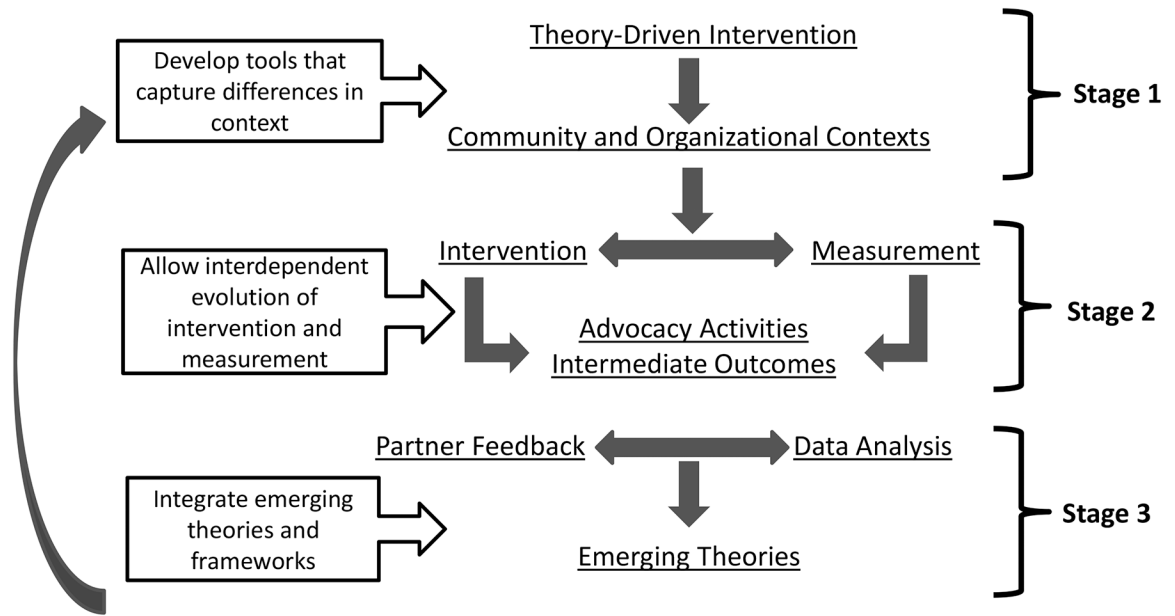 Theory-Driven Intervention
Develop tools that
capture differences in
context
Stage 1
Community and Organizational Contexts
Intervention
Measurement
Allow interdependent
evolution of
intervention and
measurement
Stage 2
Advocacy Activities
Intermediate Outcomes
Partner Feedback
Data Analysis
Integrate emerging
theories and
frameworks
Stage 3
Emerging Theories